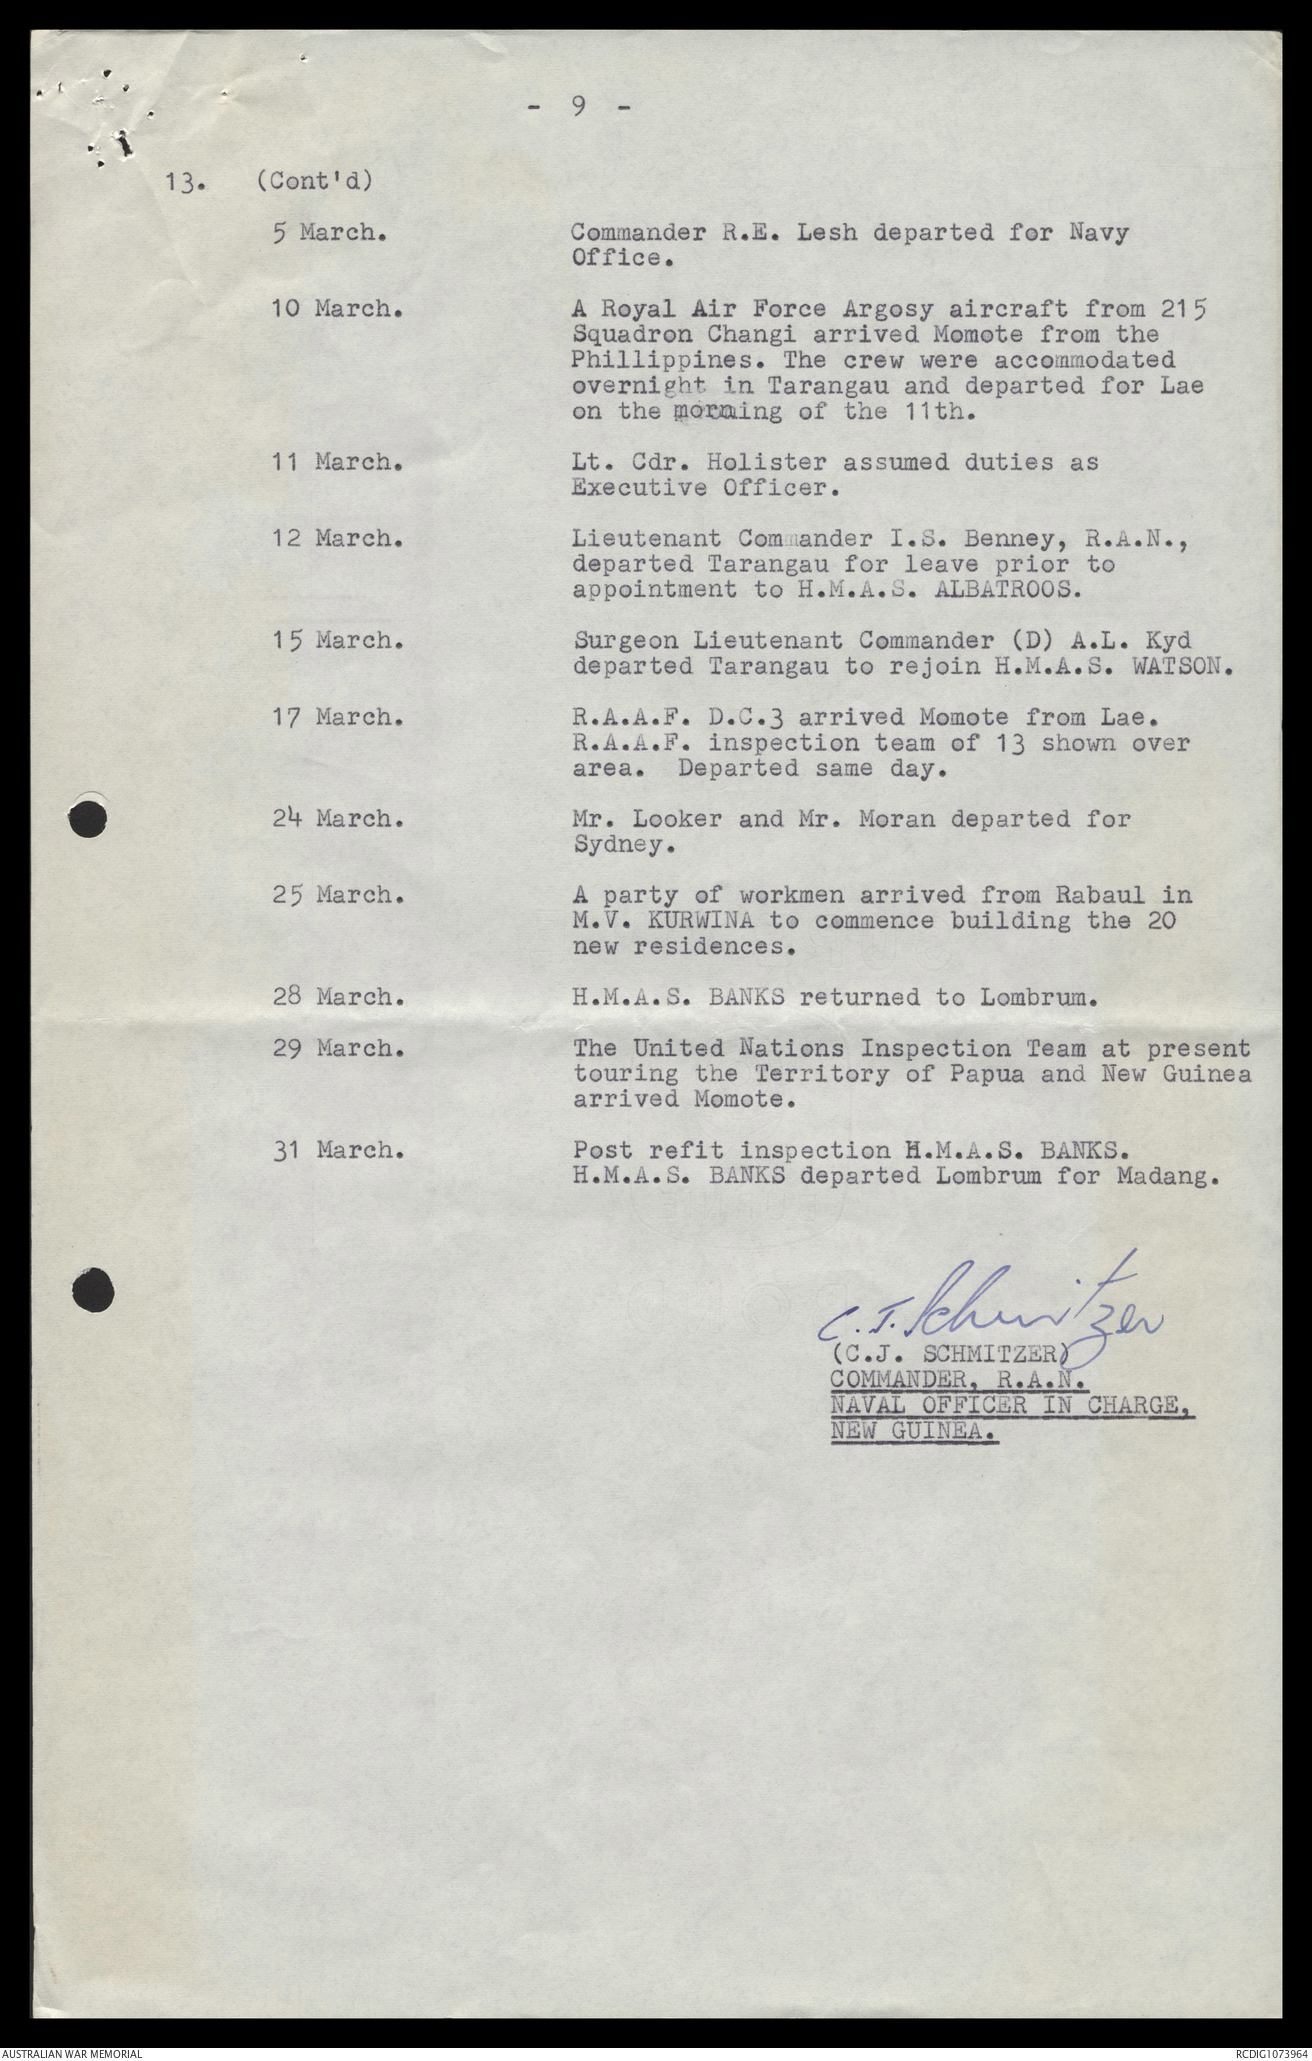 - 9 -
13. (Cont'd)
5 March. Commander R.E. Lesh departed for Navy
Office.
10 March. A Royal Air Force Argosy aircraft from 215
Squadron Changi arrived Momote from the
Phillippines. The crew were accommodated
overnight in Tarangau and departed for Lae
on the morning of the 11th.
11 March. Lt. Cdr. Holister assumed duties as
Executive Officer.
12 March. Lieutenant Commander I.S. Benney, R.A.N.,
departed Tarangau for leave prior to
appointment to H.M.A.S. ALBATROOS.
15 March. Surgeon Lieutenant Commander (D) A.L. Kyd
departed Tarangau to rejoin H.M.A.S. WATSON.
17 March. R.A.A.F. D.C.3 arrived Momote from Lae.
R.A.A.F. inspection team of 13 shown over
area. Departed same day.
24 March. Mr. Looker and Mr. Moran departed for
Sydney.
25 March. A party of workmen arrived from Rabaul in
M.V. KURWINA to commence building the 20
new residences.
28 March. H.M.A.S. BANKS returned to Lombrum.
29 March. The United Nations Inspection Team at present
touring the Territory of Papua and New Guinea
arrived Momote.
31 March. Post refit inspection H.M.A.S. BANKS.
H.M.A.S. BANKS departed Lombrum for Madang.
C. J. Schmitzer
(C.J. SCHMITZER)
COMMANDER, R.A.N.
NAVAL OFFICER IN CHARGE,
NEW GUINEA.
AUSTRALIAN WAR MEMORIAL
RCDIG1073964